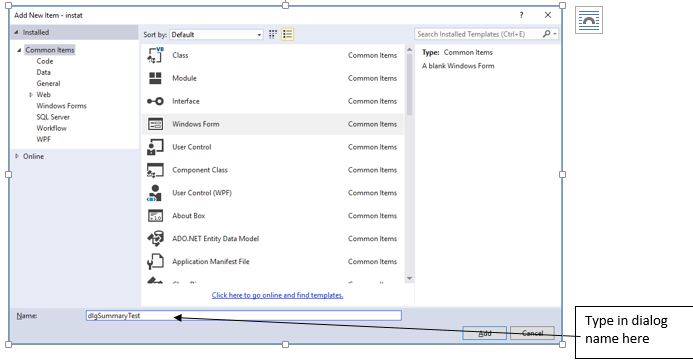 Add New Item - instat
? 
Installed
Sort by: Default
Search Installed Templates (Ctrl+E)
Common Items
Code
Data
General
Web
Windows Forms
SQL Server
Workflow
WPF
Online
VB
Class Common Items
Module Common Items
Interface Common Items
Windows Form Common Items
User Control Common Items
Component Class Common Items
User Control (WPF) Common Items
About Box Common Items
ADO.NET Entity Data Model Common Items
Application Manifest File Common Items
Type: Common Items
A blank Windows Form
Click here to go online and find templates.
Name: dlgSummaryTest
Add Cancel
Type in dialog
name here